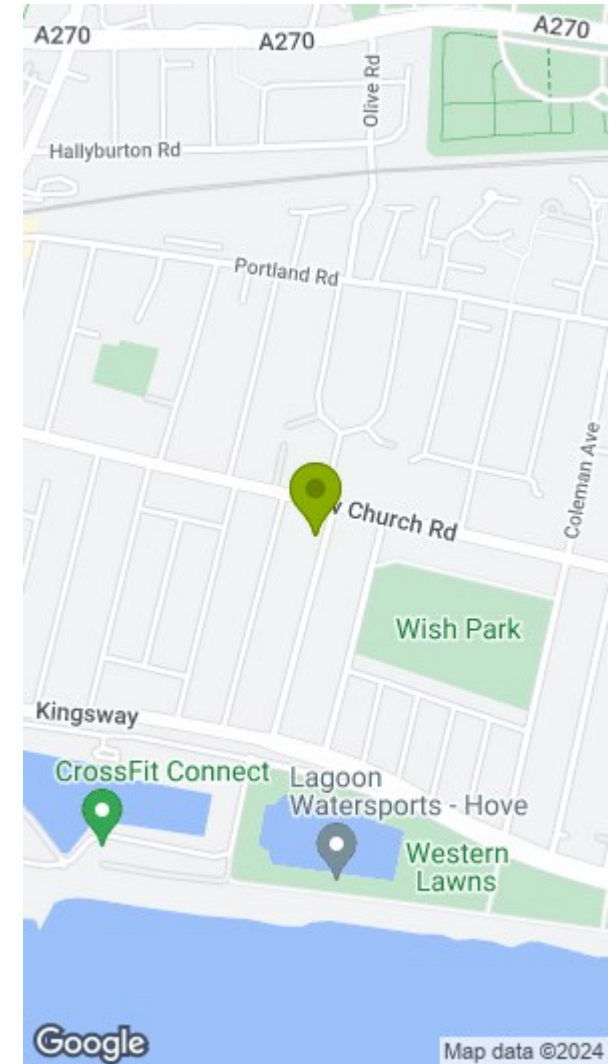 A270
A270
A270
Olive Rd
Hallyburton Rd
Portland Rd
Coleman Ave
Church Rd
Wish Park
Kingsway
CrossFit Connect
Lagoon
Watersports - Hove
Western
Lawns
Google
Map data ©2024